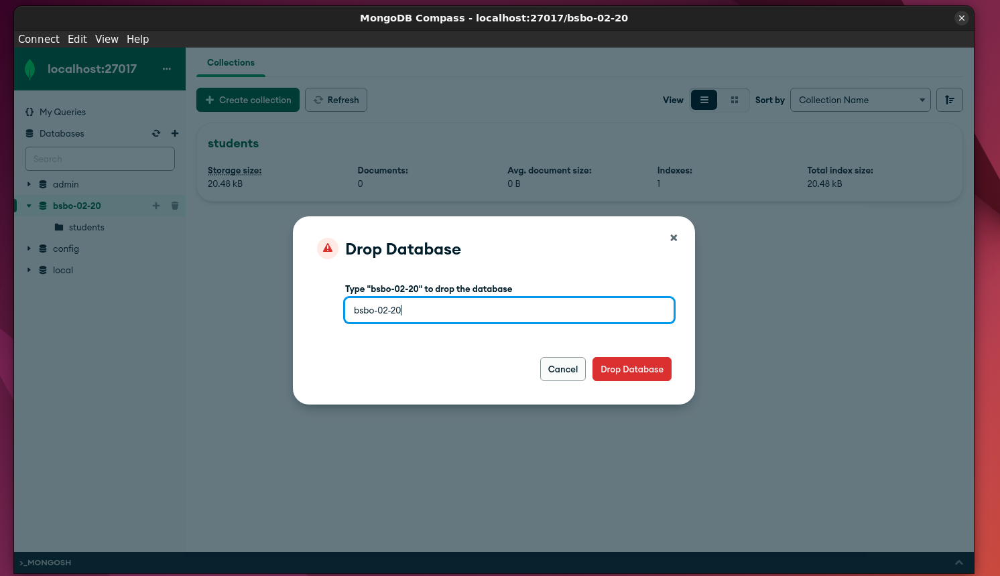 MongoDB Compass - localhost:27017/bsbo-02-20
Connect Edit View Help
localhost:27017
Collections
Create collection Refresh View Sort by Collection Name
My Queries
Databases
Search
admin
bsbo-02-20
students
config
local
students
Storage size: Documents: Avg. document size: Indexes: Total index size:
20.48 kB 0 0 B 1 20.48 kB
Drop Database
Type "bsbo-02-20" to drop the database
bsbo-02-20
Cancel Drop Database
>_MONGOSH